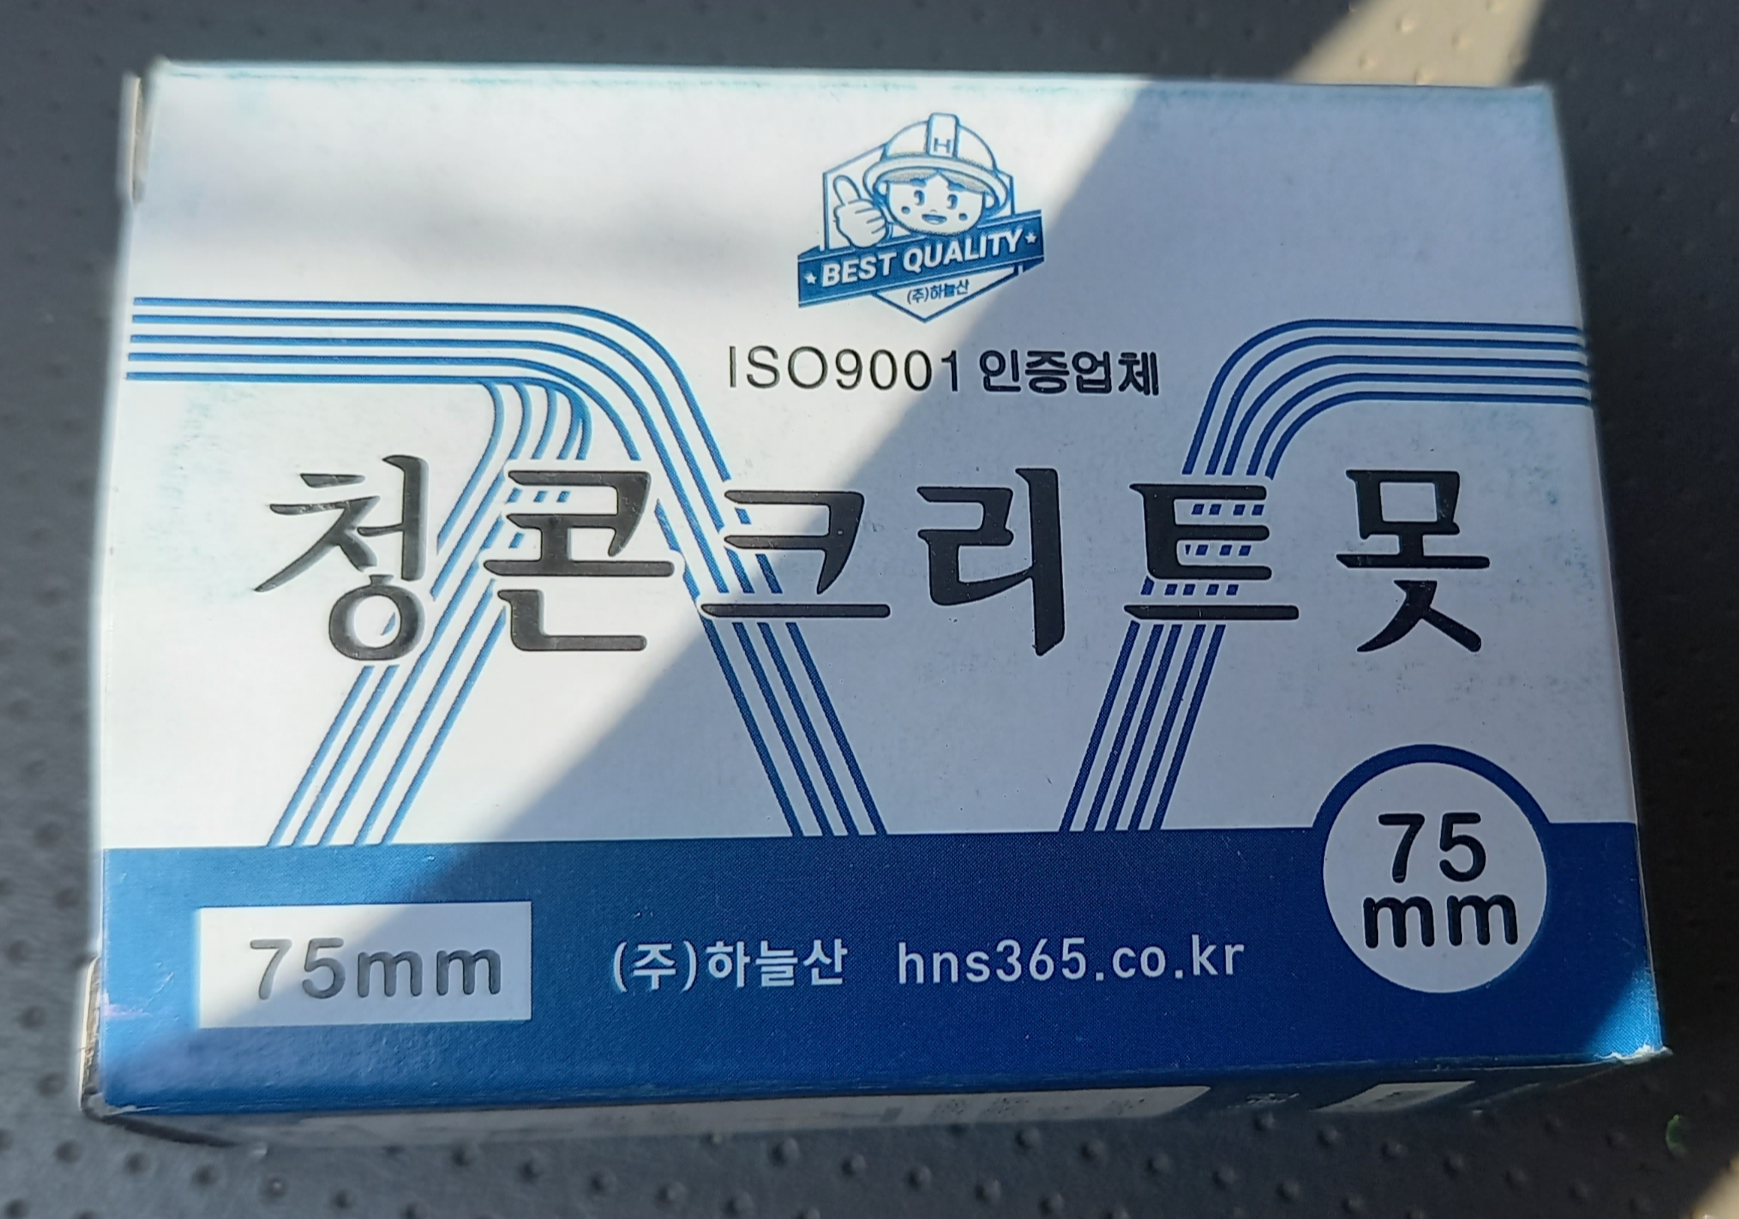 H
BEST QUALITY
(주)하늘산
ISO9001 인증업체
청콘크리트못
75
mm
75mm
(주)하늘산 hns365.co.kr